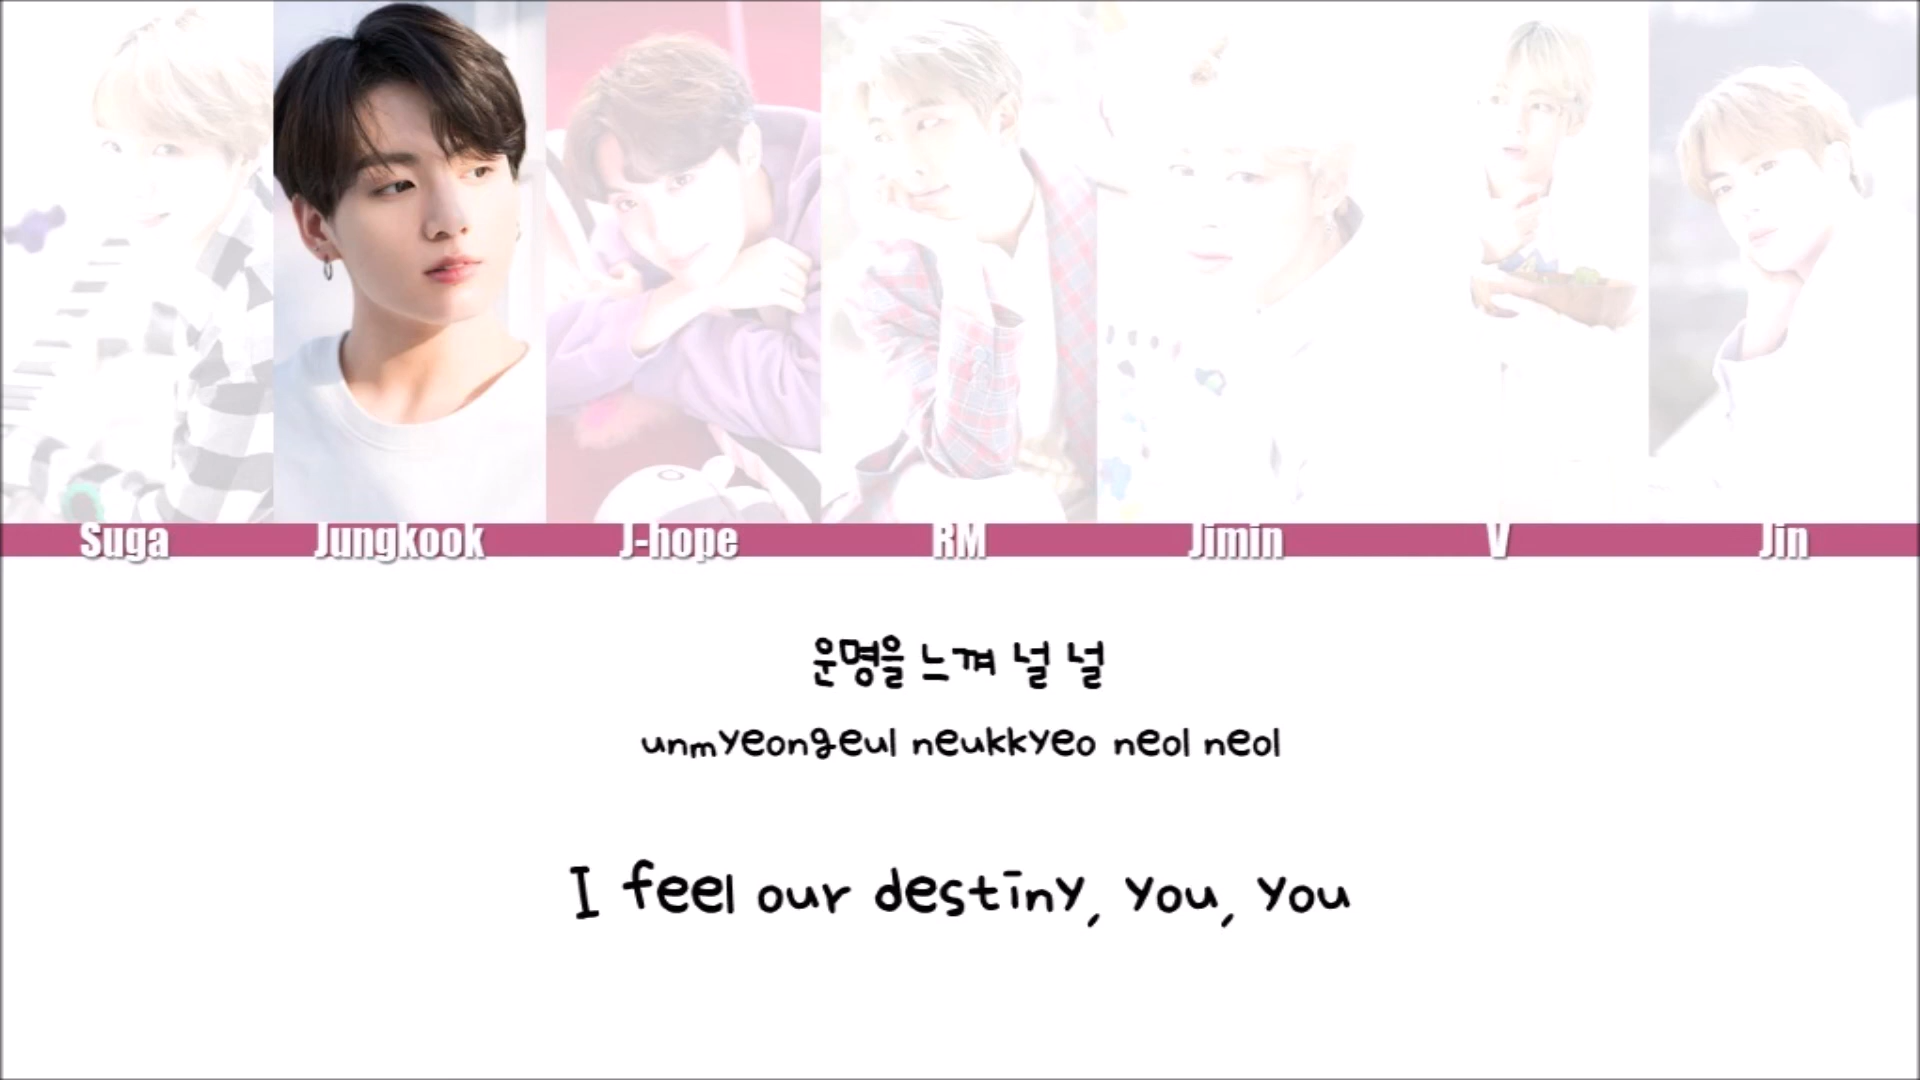 Suga Jungkook J-hope RM Jimin V Jin
운명을 느껴 널 널
unmyeongeul neukkyeo neol neol
I feel our destiny, you, you